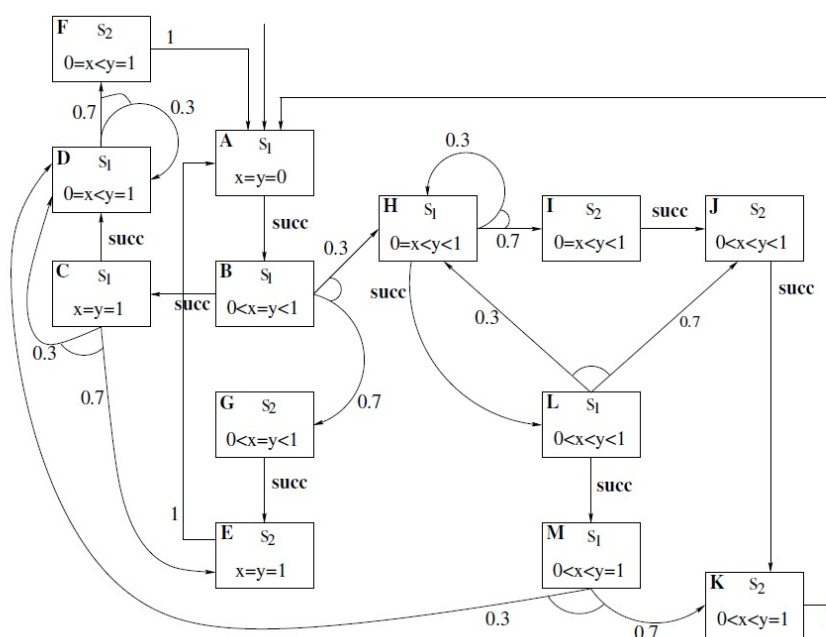 F S2
0=x<y=1
1
0.7
0.3
D S1
0=x<y=1
succ
A S1
x=y=0
succ
C S1
x=y=1
succ
B S1
0<x=y<1
0.3
0.7
0.3
0.7
G S2
0<x=y<1
succ
1
E S2
x=y=1
0.3
H S1
0=x<y<1
0.7
I S2
0=x<y<1
succ
J S2
0<x<y<1
succ
succ
0.3
0.7
L S1
0<x<y<1
succ
M S1
0<x<y=1
0.3
0.7
K S2
0<x<y=1